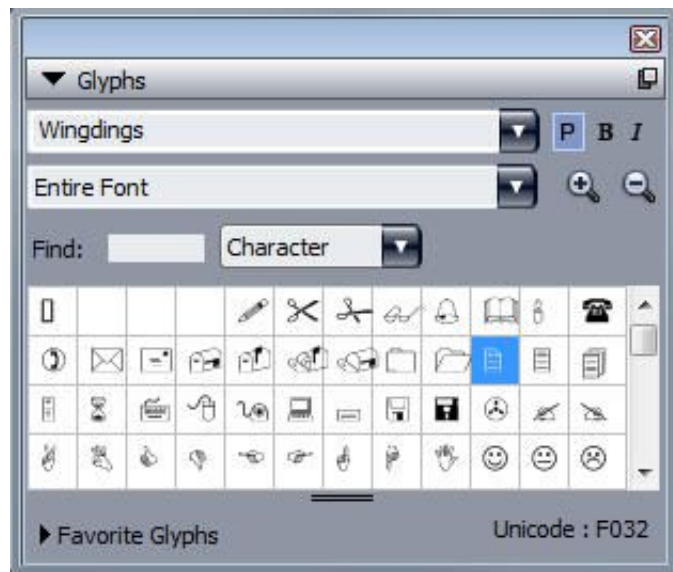 Glyphs
Wingdings
P B I
Entire Font
Find: Character
Favorite Glyphs Unicode : F032